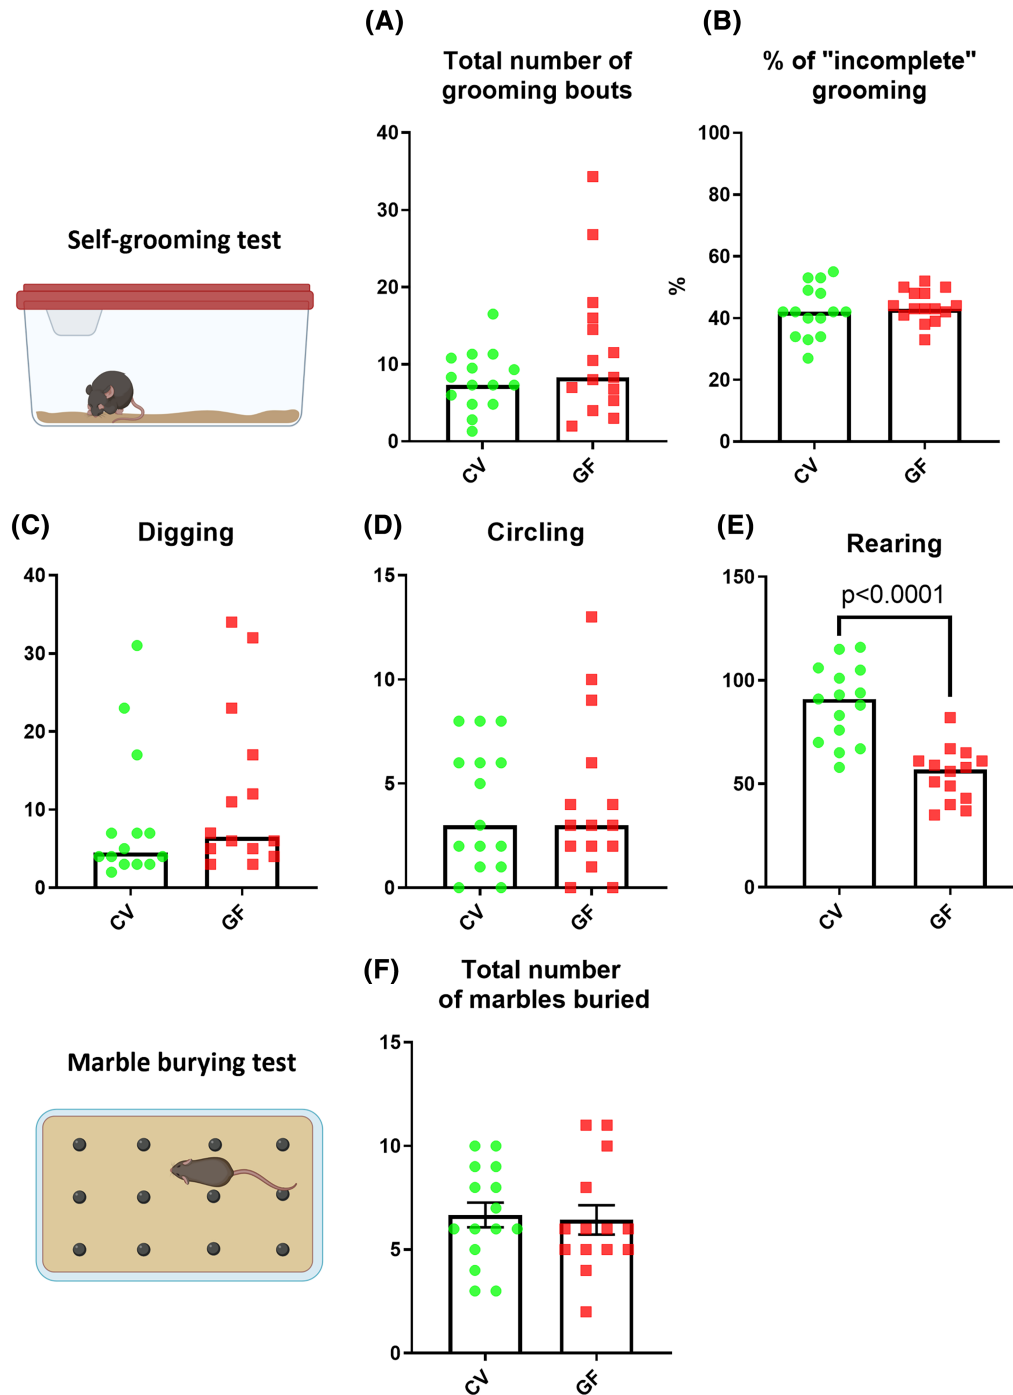 (A)
Total number of
grooming bouts
40
30
20
10
0
CV
GF
(B)
% of "incomplete"
grooming
%
100
80
60
40
20
0
CV
GF
Self-grooming test
(C)
Digging
40
30
20
10
0
CV
GF
(D)
Circling
15
10
5
0
CV
GF
(E)
Rearing
150
100
50
0
p<0.0001
CV
GF
Marble burying test
(F)
Total number
of marbles buried
15
10
5
0
CV
GF